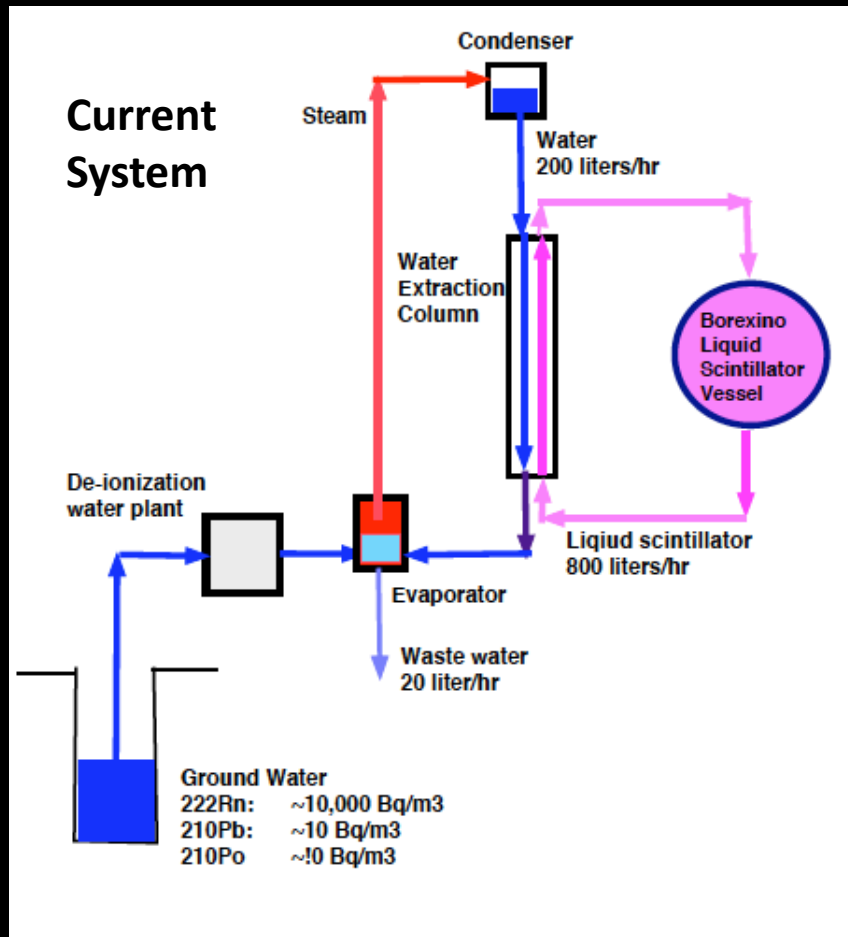 Current
System
Condenser
Steam
Water
200 liters/hr
Water
Extraction
Column
Borexino
Liquid
Scintillator
Vessel
De-ionization
water plant
Liqiud scintillator
800 liters/hr
Evaporator
Waste water
20 liter/hr
Ground Water
222Rn: ~10,000 Bq/m3
210Pb: ~10 Bq/m3
210Po ~!0 Bq/m3